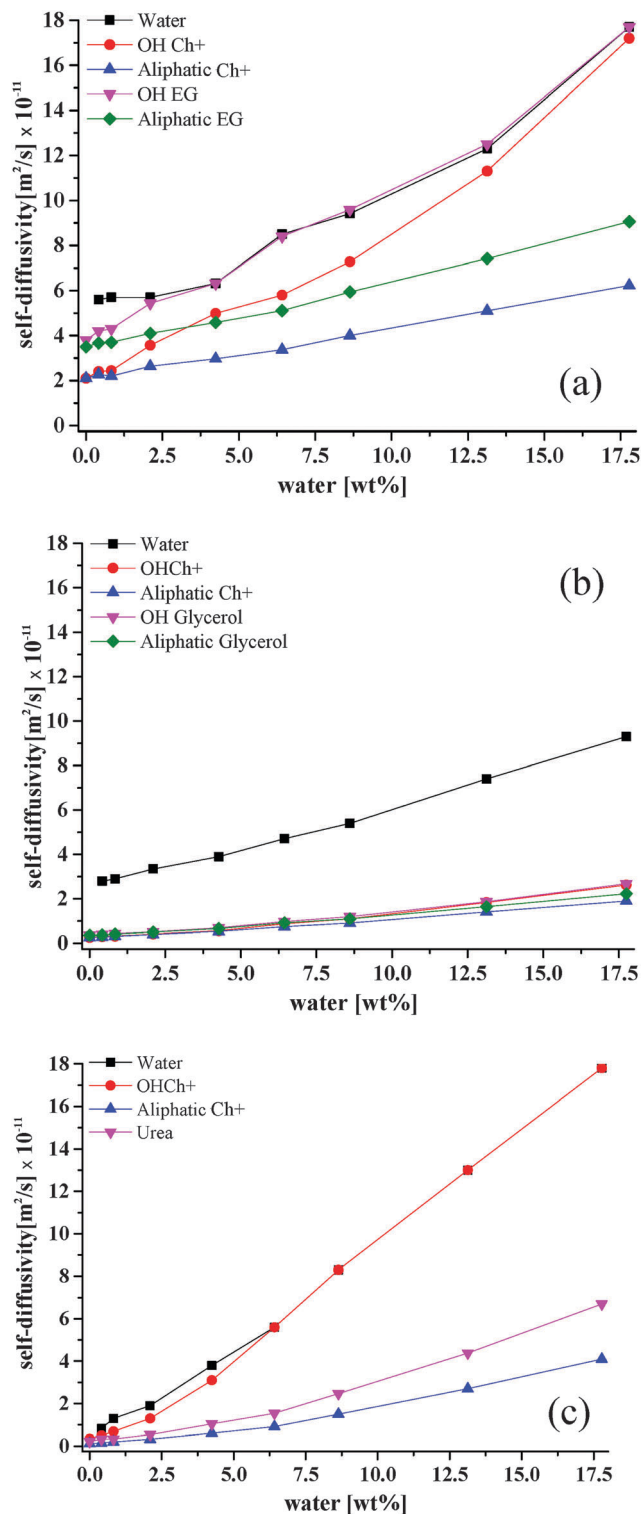 Water
OH Ch+
Aliphatic Ch+
OH EG
Aliphatic EG
18
16
14
12
10
8
6
4
2
0
self-diffusivity[m²/s] x 10⁻¹¹
(a)
0.0 2.5 5.0 7.5 10.0 12.5 15.0 17.5
water [wt%]
Water
OHCh+
Aliphatic Ch+
OH Glycerol
Aliphatic Glycerol
(b)
18
16
14
12
10
8
6
4
2
0
self-diffusivity[m²/s] x 10⁻¹¹
0.0 2.5 5.0 7.5 10.0 12.5 15.0 17.5
water [wt%]
Water
OHCh+
Aliphatic Ch+
Urea
18
16
14
12
10
8
6
4
2
0
self-diffusivity[m²/s] x 10⁻¹¹
(c)
0.0 2.5 5.0 7.5 10.0 12.5 15.0 17.5
water [wt%]